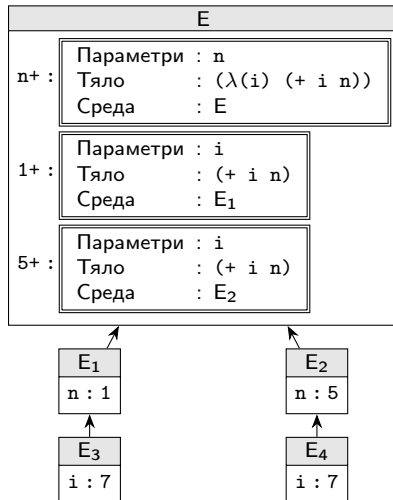 E
n+ :
Параметри : n
Тяло : (λ(i) (+ i n))
Среда : E
1+ :
Параметри : i
Тяло : (+ i n)
Среда : E₁
5+ :
Параметри : i
Тяло : (+ i n)
Среда : E₂
E₁
n : 1
E₂
n : 5
E₃
i : 7
E₄
i : 7